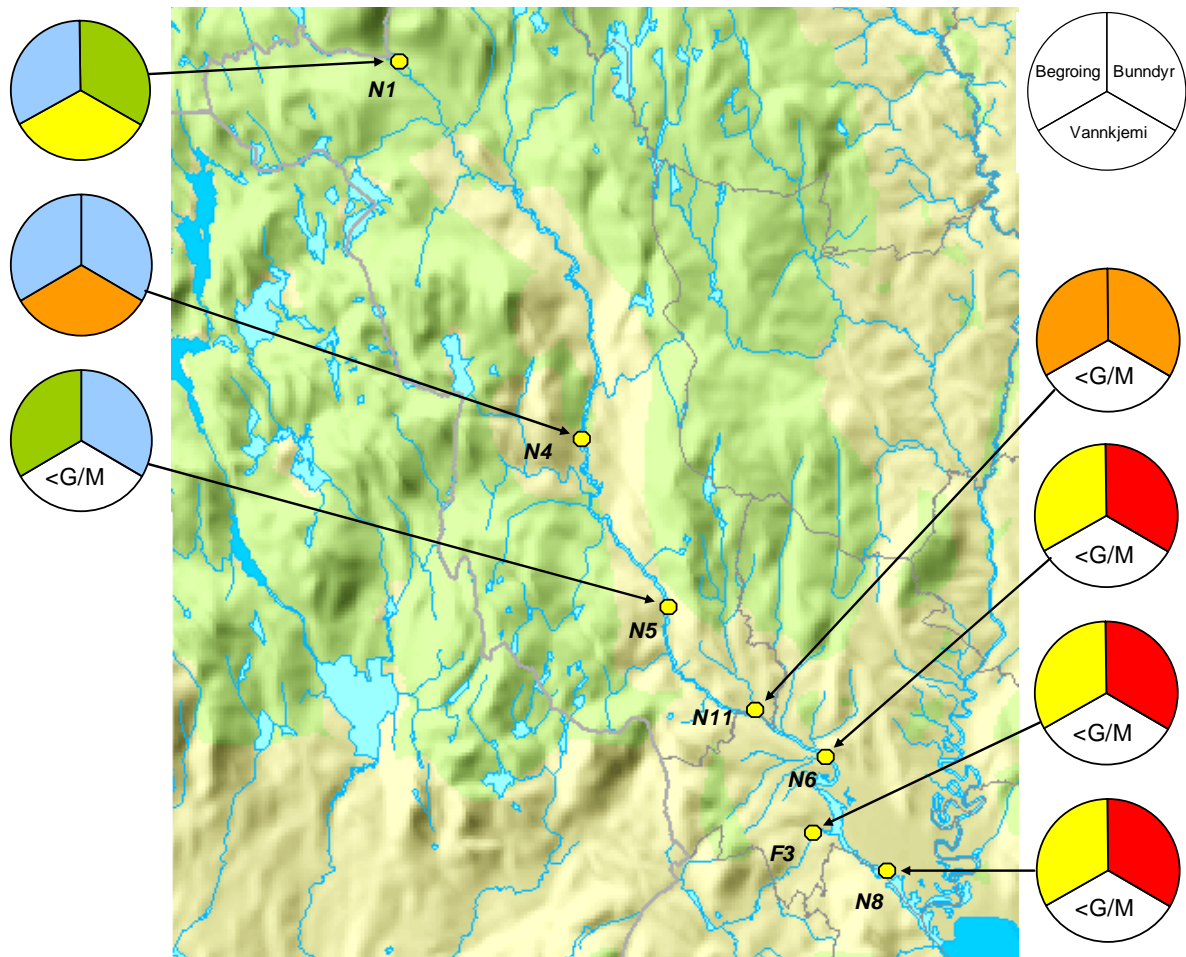 Begroing
Bunndyr
Vannkjemi
N1
N4
<G/M
N5
<G/M
N11
<G/M
N6
<G/M
F3
<G/M
N8